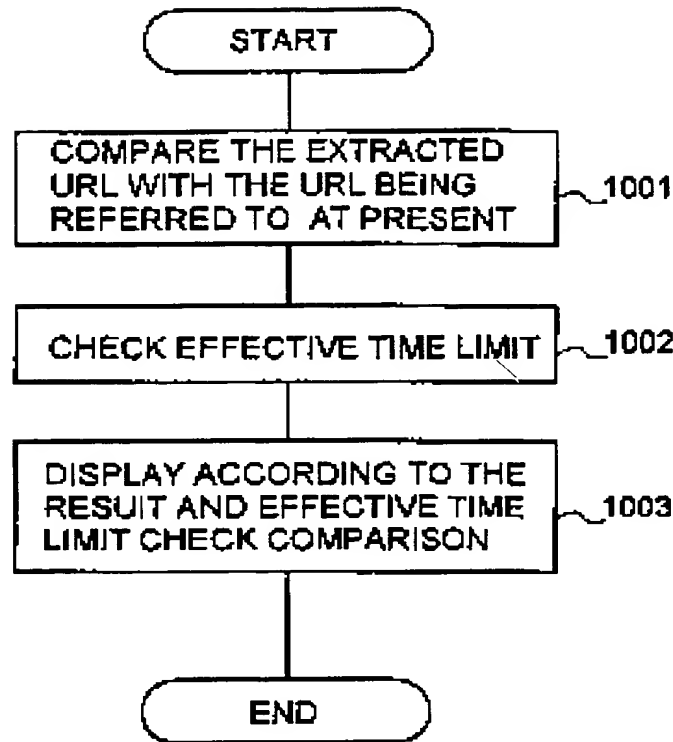 START
COMPARE THE EXTRACTED
URL WITH THE URL BEING
REFERRED TO AT PRESENT
1001
CHECK EFFECTIVE TIME LIMIT
1002
DISPLAY ACCORDING TO THE
RESUIT AND EFFECTIVE TIME
LIMIT CHECK COMPARISON
1003
END